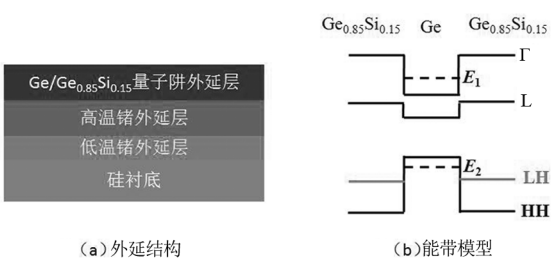 Ge/Ge0.85Si0.15量子阱外延层
高温锗外延层
低温锗外延层
硅衬底
(a)外延结构
Ge0.85Si0.15 Ge Ge0.85Si0.15
Γ
E1
L
E2
LH
HH
(b)能带模型